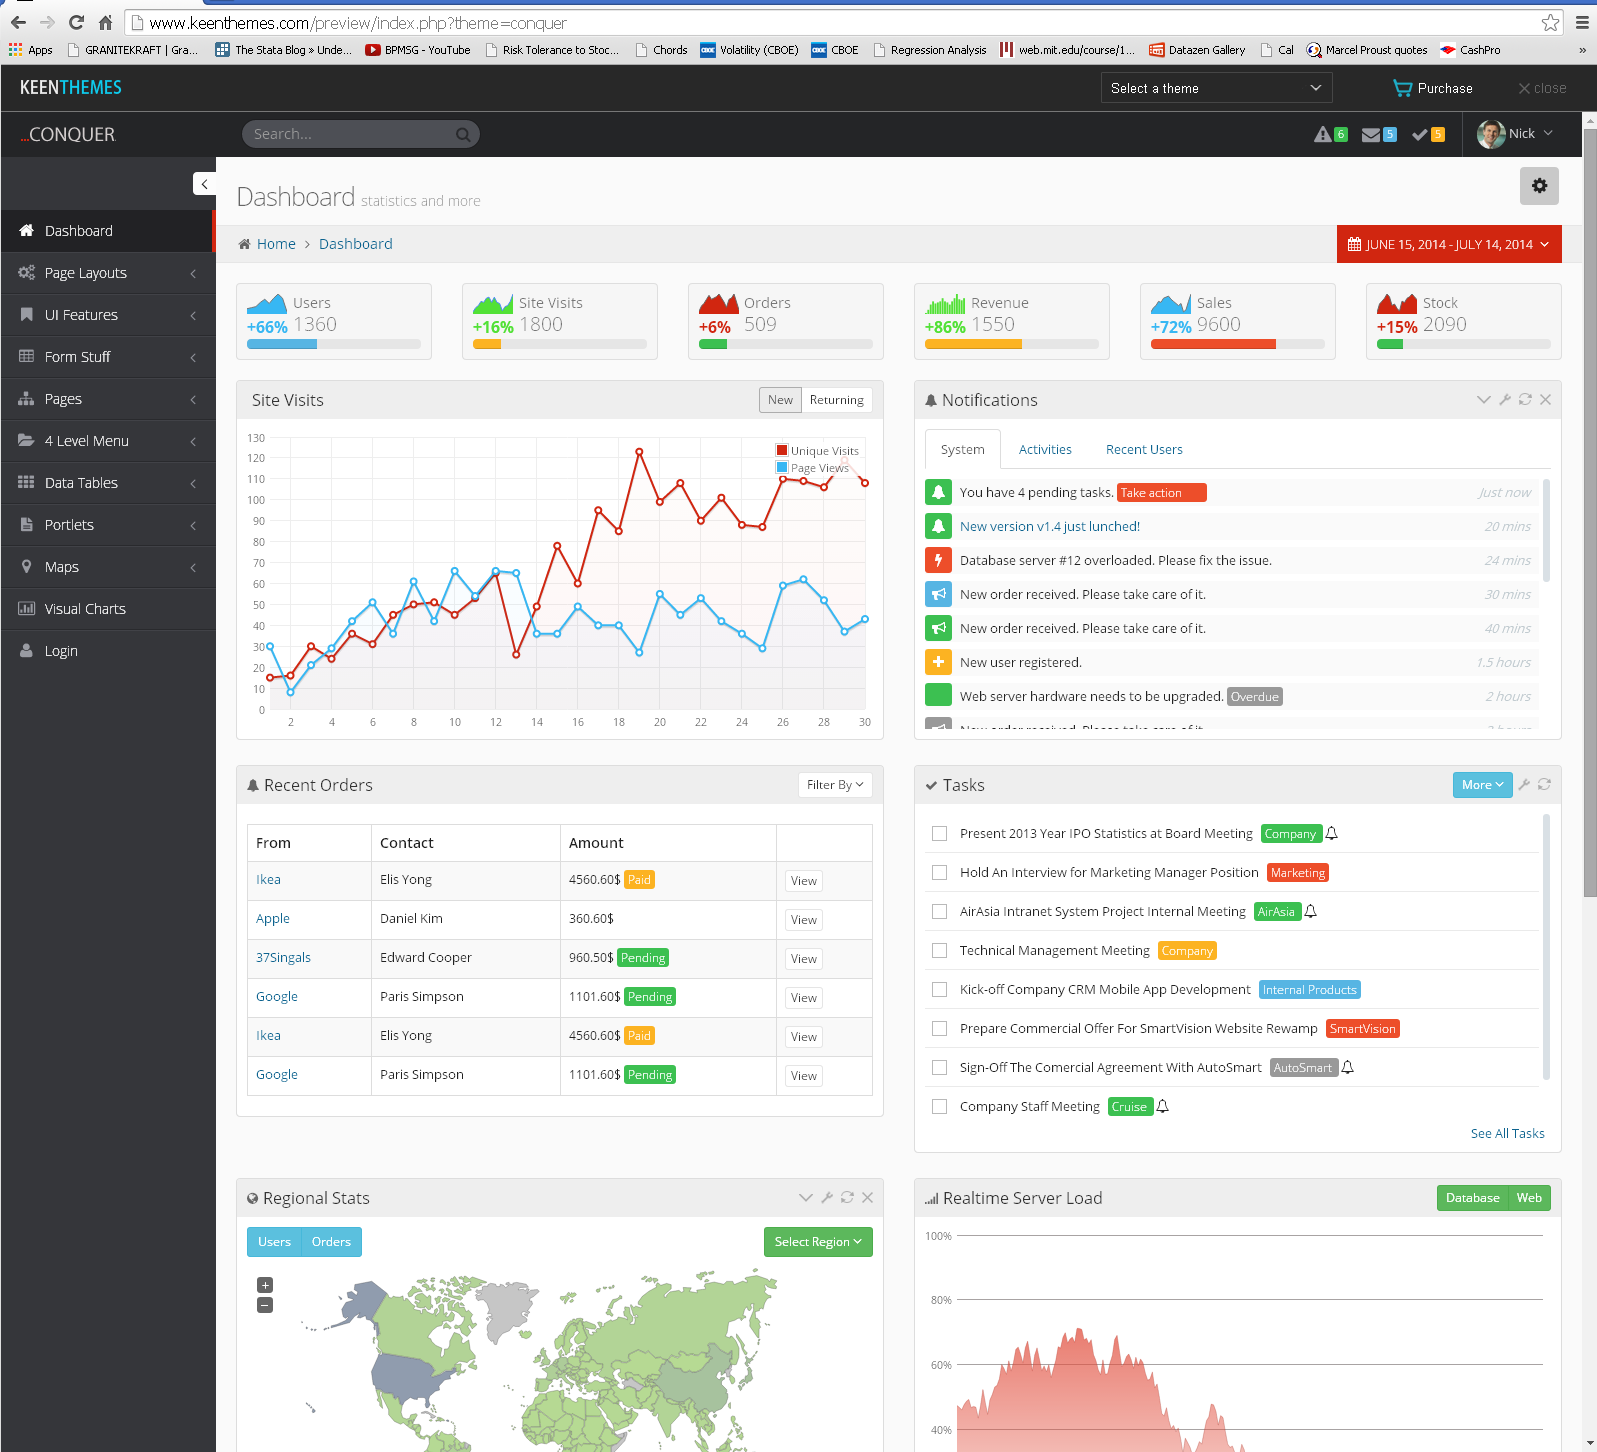 www.keenthemes.com/preview/index.php?theme=conquer
Apps GRANITEKRAFT | Gra... The Stata Blog » Unde... BPMSG - YouTube Risk Tolerance to Stoc... Chords Volatility (CBOE) CBOE Regression Analysis web.mit.edu/course/1... Datazen Gallery Cal Marcel Proust quotes CashPro »
KEENTHEMES Select a theme Purchase close
...CONQUER Search... 6 5 5 Nick
Dashboard statistics and more
Home > Dashboard JUNE 15, 2014 - JULY 14, 2014
Dashboard
Page Layouts
UI Features
Form Stuff
Pages
4 Level Menu
Data Tables
Portlets
Maps
Visual Charts
Login
Users
+66% 1360
Site Visits
+16% 1800
Orders
+6% 509
Revenue
+86% 1550
Sales
+72% 9600
Stock
+15% 2090
Site Visits New Returning
Unique Visits
Page Views
130
120
110
100
90
80
70
60
50
40
30
20
10
0
2 4 6 8 10 12 14 16 18 20 22 24 26 28 30
Notifications
System Activities Recent Users
You have 4 pending tasks. Take action Just now
New version v1.4 just lunched! 20 mins
Database server #12 overloaded. Please fix the issue. 24 mins
New order received. Please take care of it. 30 mins
New order received. Please take care of it. 40 mins
New user registered. 1.5 hours
Web server hardware needs to be upgraded. Overdue 2 hours
New order received. Please take care of it.
Recent Orders Filter By
From Contact Amount
Ikea Elis Yong 4560.60$ Paid View
Apple Daniel Kim 360.60$ View
37Singals Edward Cooper 960.50$ Pending View
Google Paris Simpson 1101.60$ Pending View
Ikea Elis Yong 4560.60$ Paid View
Google Paris Simpson 1101.60$ Pending View
Tasks More
Present 2013 Year IPO Statistics at Board Meeting Company
Hold An Interview for Marketing Manager Position Marketing
AirAsia Intranet System Project Internal Meeting AirAsia
Technical Management Meeting Company
Kick-off Company CRM Mobile App Development Internal Products
Prepare Commercial Offer For SmartVision Website Rewamp SmartVision
Sign-Off The Comercial Agreement With AutoSmart AutoSmart
Company Staff Meeting Cruise
See All Tasks
Regional Stats
Users Orders Select Region
+
−
Realtime Server Load Database Web
100%
80%
60%
40%